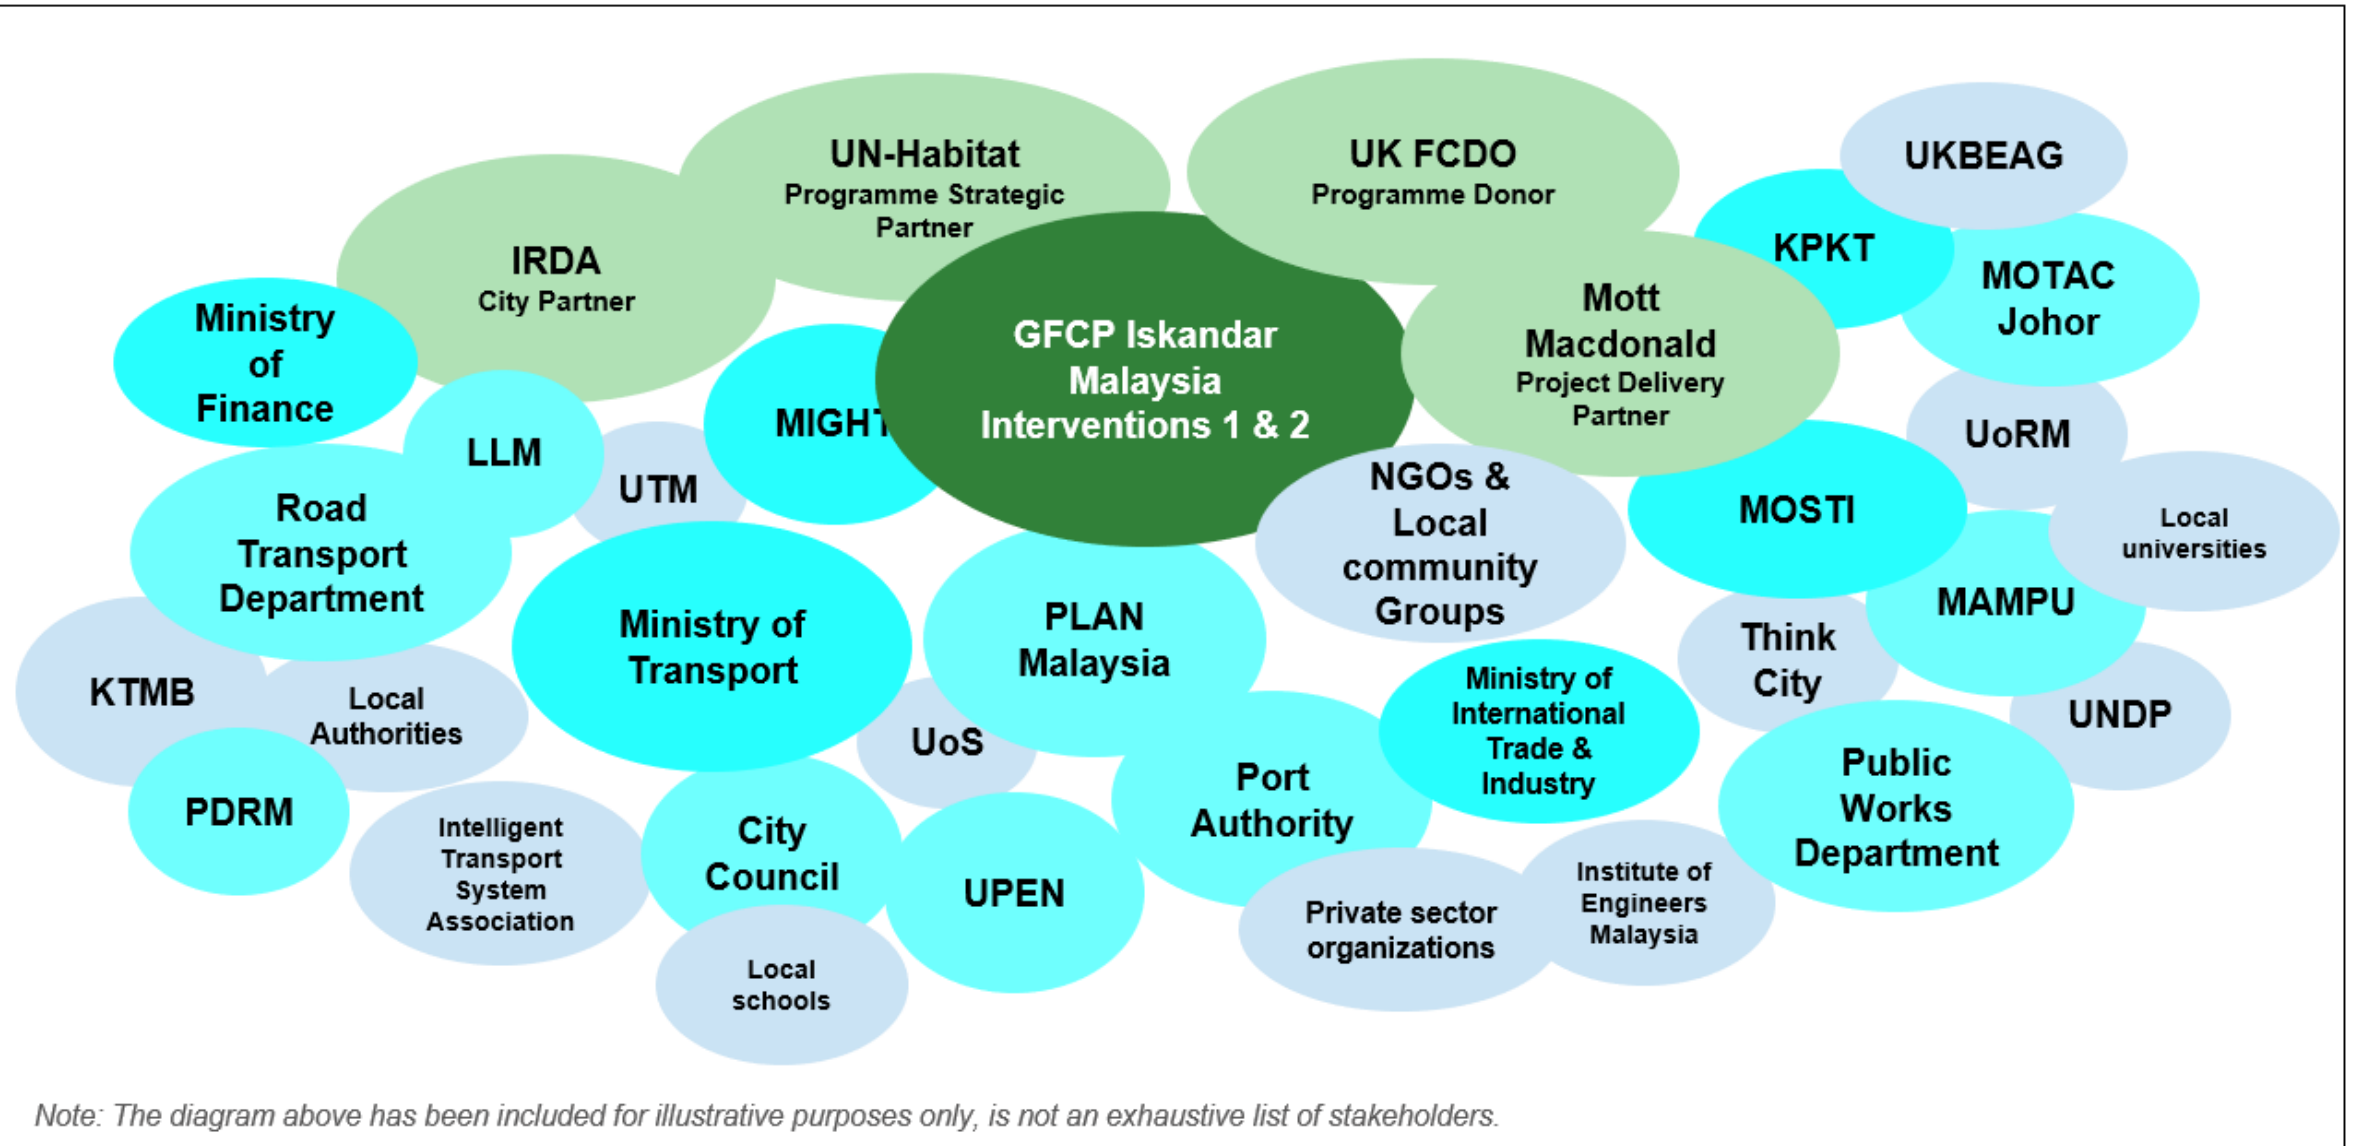 UN-Habitat
Programme Strategic
Partner
UK FCDO
Programme Donor
UKBEAG
IRDA
City Partner
KPKT
MOTAC
Johor
Ministry
of
Finance
GFCP Iskandar
Malaysia
Interventions 1 & 2
Mott
Macdonald
Project Delivery
Partner
LLM
UTM
MIGHT
NGOs &
Local
community
Groups
MOSTI
UoRM
Local
universities
Road
Transport
Department
Ministry of
Transport
PLAN
Malaysia
MAMPU
Think
City
KTMB
Local
Authorities
UoS
Ministry of
International
Trade &
Industry
UNDP
PDRM
Intelligent
Transport
System
Association
City
Council
UPEN
Port
Authority
Public
Works
Department
Private sector
organizations
Institute of
Engineers
Malaysia
Local
schools
Note: The diagram above has been included for illustrative purposes only, is not an exhaustive list of stakeholders.